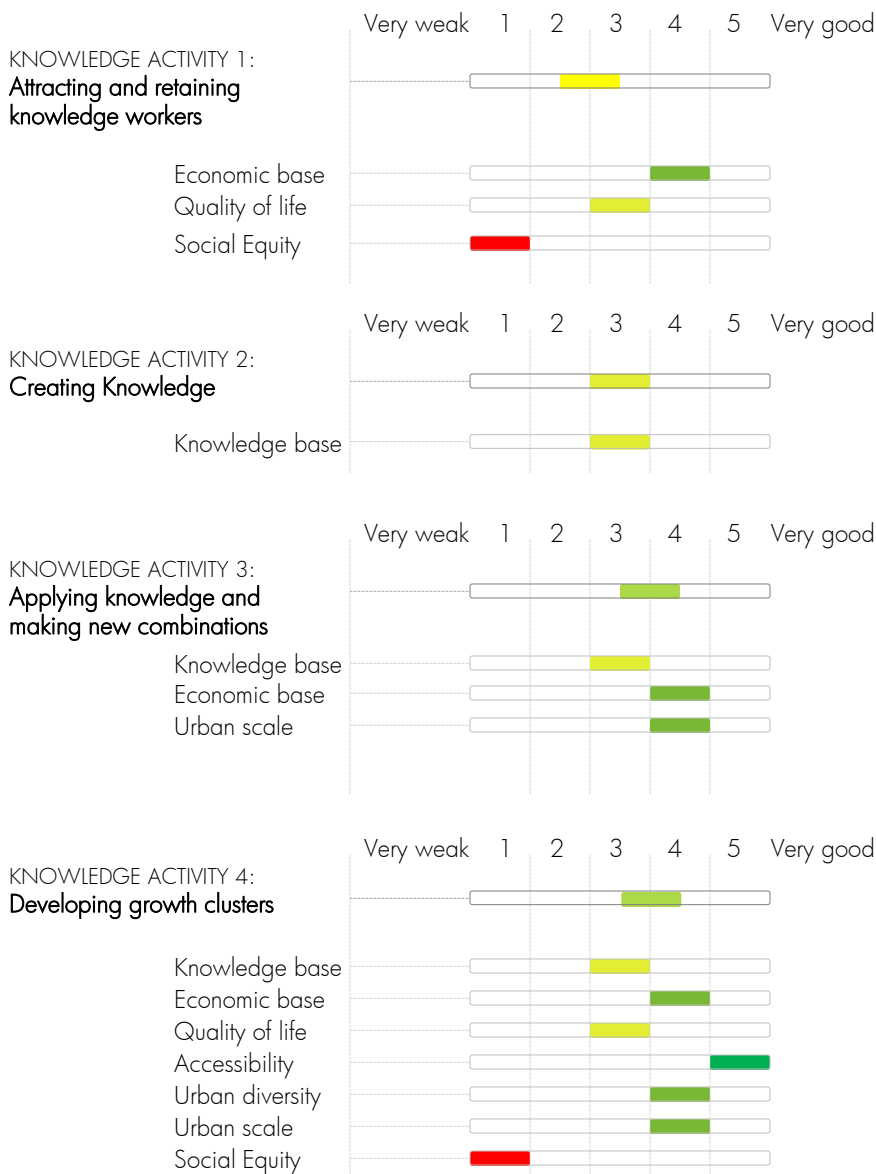 Very weak 1 2 3 4 5 Very good
KNOWLEDGE ACTIVITY 1:
Attracting and retaining
knowledge workers
Economic base
Quality of life
Social Equity
Very weak 1 2 3 4 5 Very good
KNOWLEDGE ACTIVITY 2:
Creating Knowledge
Knowledge base
Very weak 1 2 3 4 5 Very good
KNOWLEDGE ACTIVITY 3:
Applying knowledge and
making new combinations
Knowledge base
Economic base
Urban scale
Very weak 1 2 3 4 5 Very good
KNOWLEDGE ACTIVITY 4:
Developing growth clusters
Knowledge base
Economic base
Quality of life
Accessibility
Urban diversity
Urban scale
Social Equity